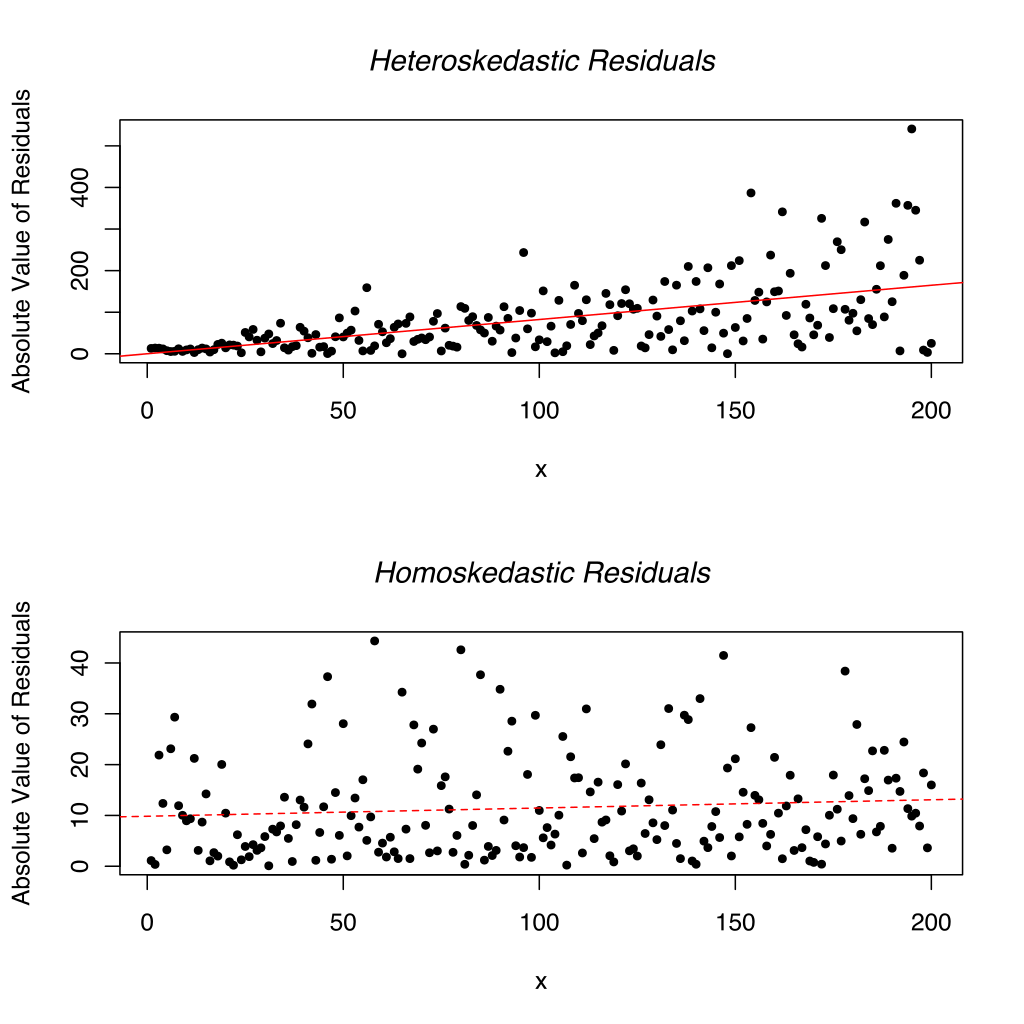 Heteroskedastic Residuals
Absolute Value of Residuals
0 200 400
0 50 100 150 200
x
Homoskedastic Residuals
Absolute Value of Residuals
0 10 20 30 40
0 50 100 150 200
x